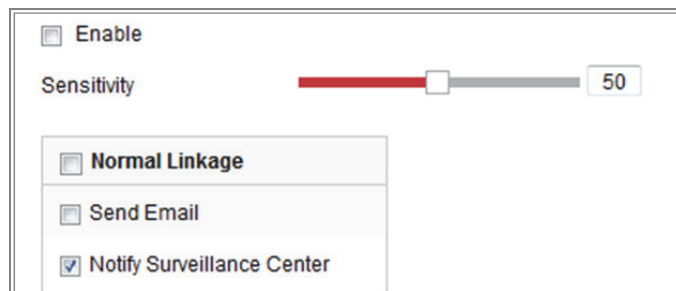 Enable
Sensitivity 50
Normal Linkage
Send Email
Notify Surveillance Center